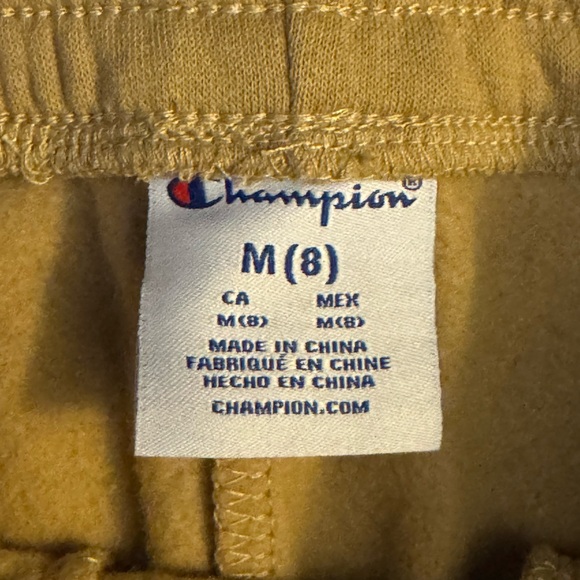 Champion®
M (8)
CA MEX
M(8) M(8)
MADE IN CHINA
FABRIQUÉ EN CHINE
HECHO EN CHINA
CHAMPION.COM